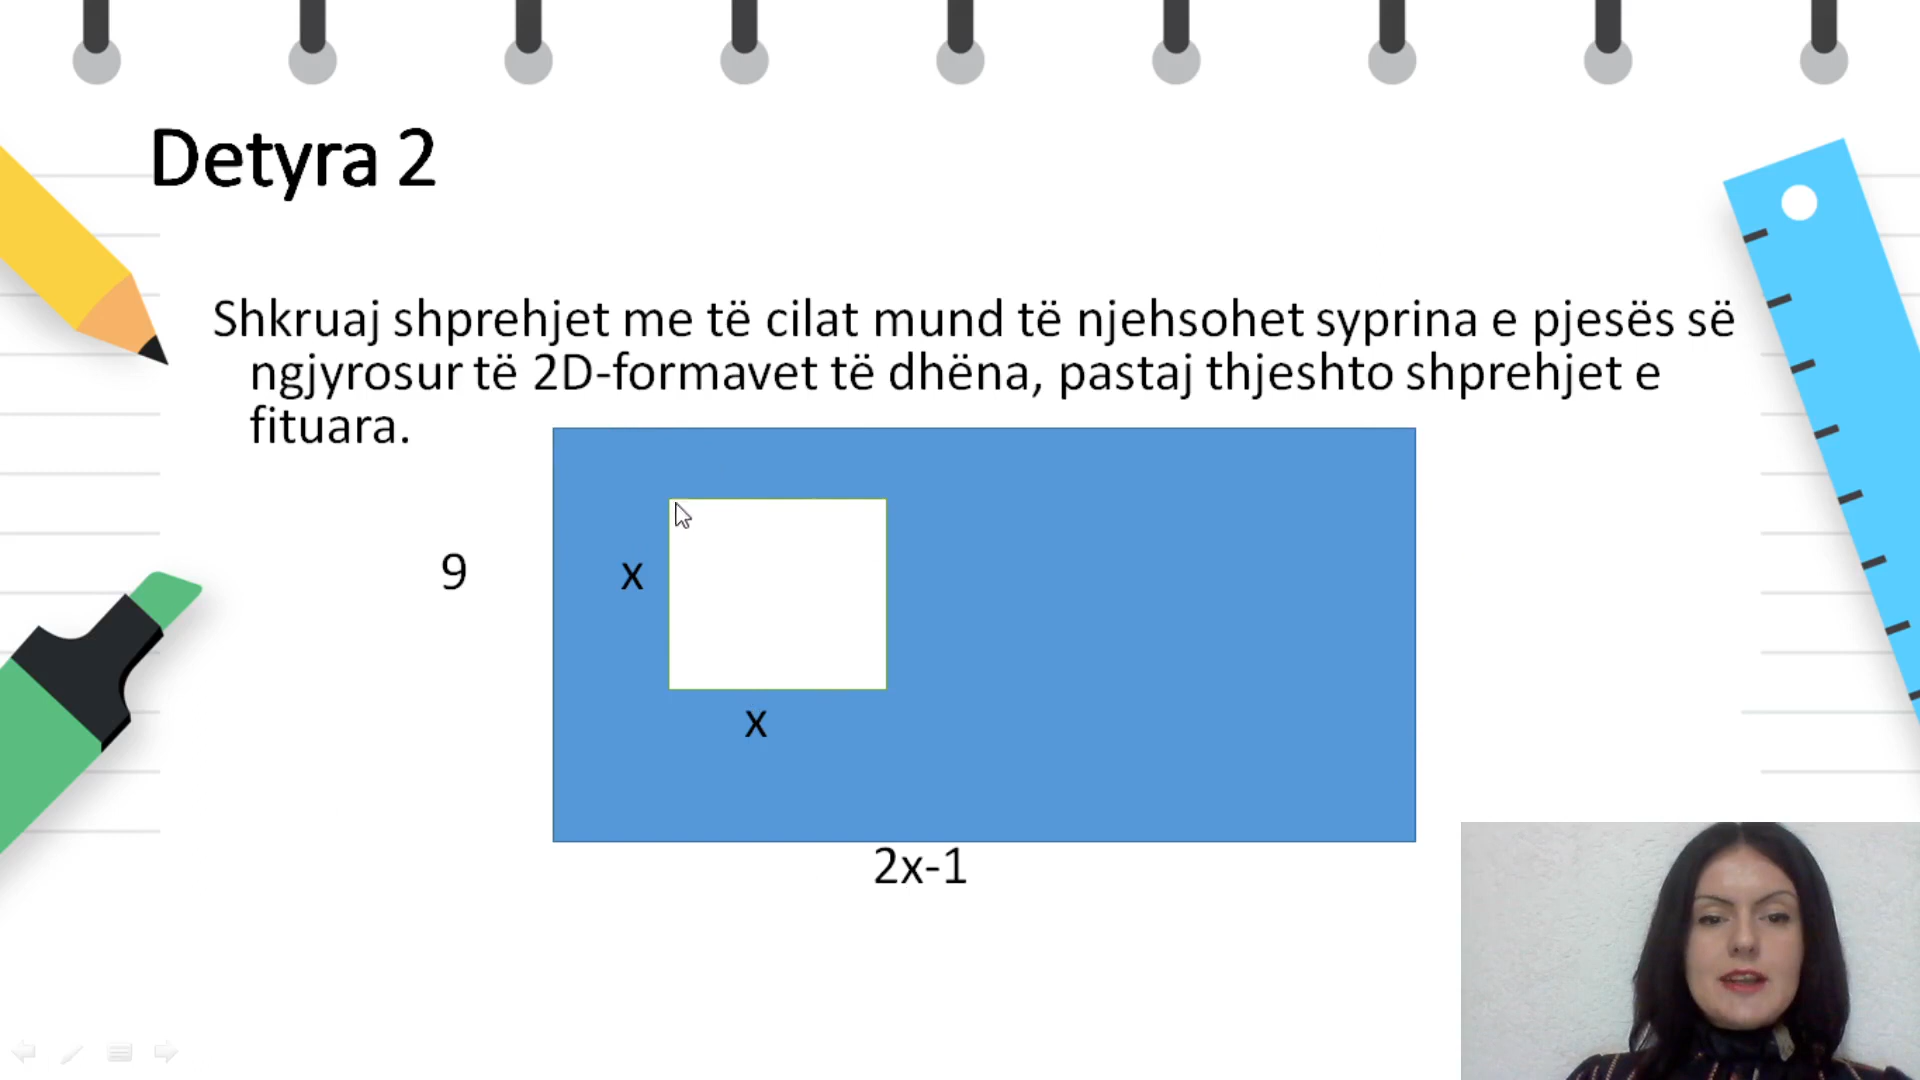 Detyra 2
Shkruaj shprehjet me të cilat mund të njehsohet syprina e pjesës së
ngjyrosur të 2D-formavet të dhëna, pastaj thjeshto shprehjet e
fituara.
9
x
x
2x-1